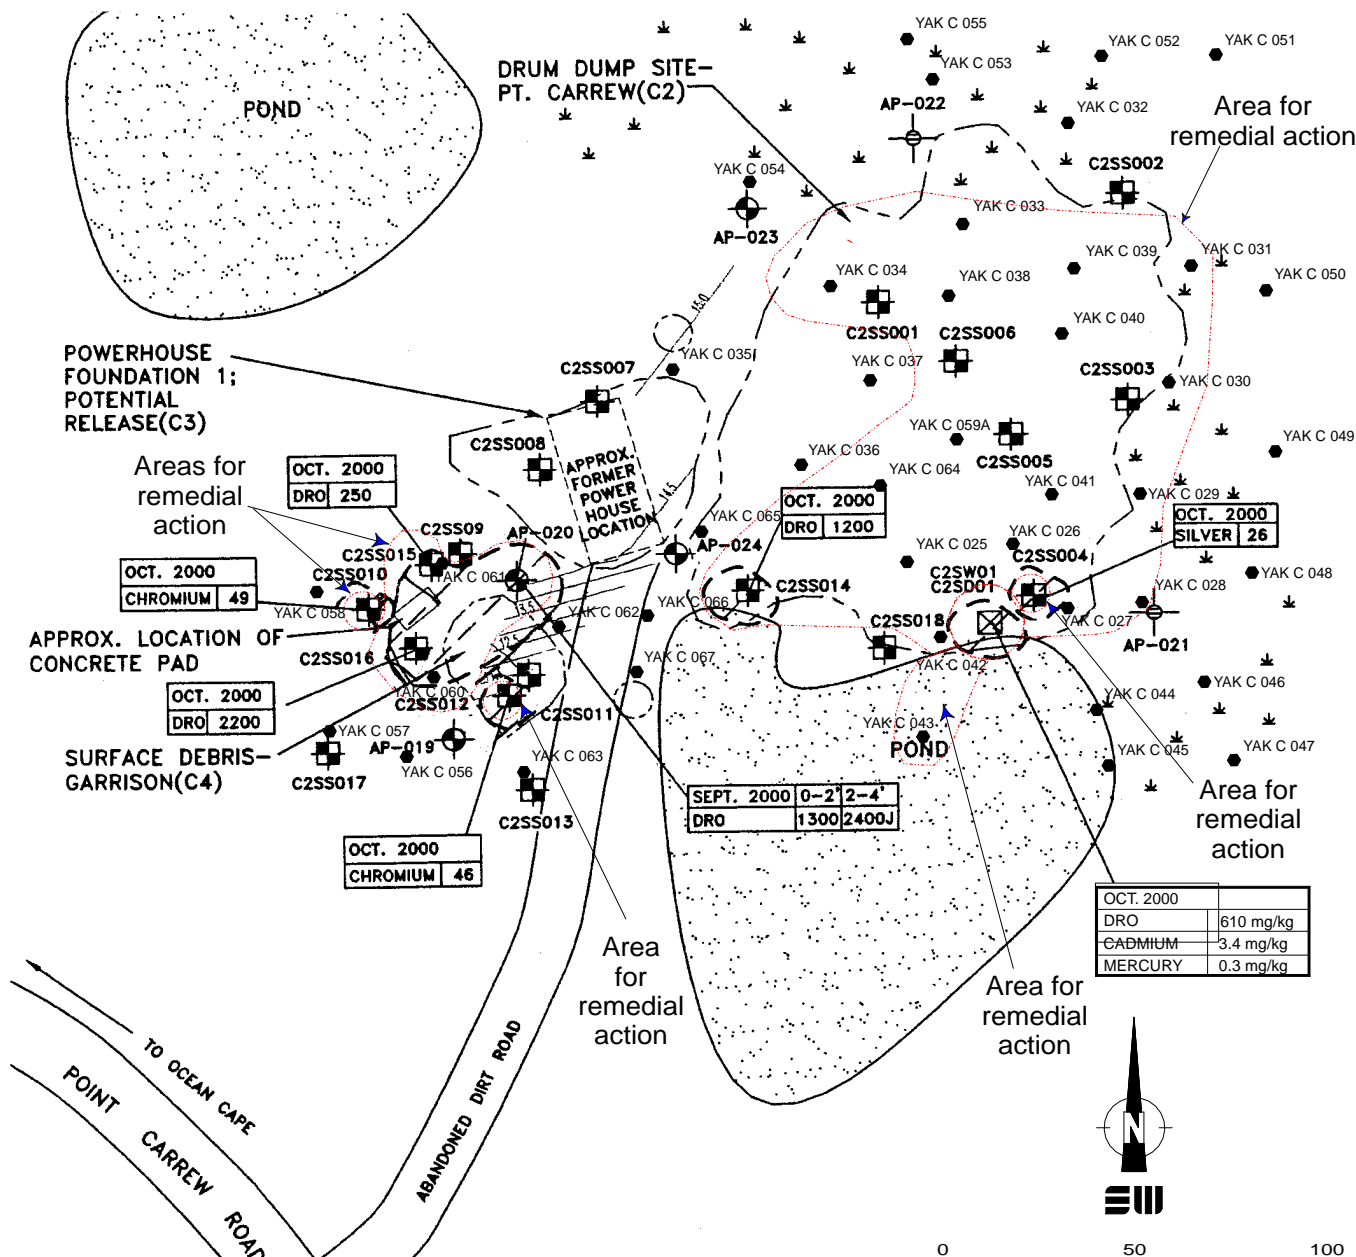 YAK C 055
YAK C 052
YAK C 051
DRUM DUMP SITE-
PT. CARREW(C2)
YAK C 053
POND
AP-022
YAK C 032
Area for
remedial action
YAK C 054
C2SS002
AP-023
YAK C 033
YAK C 039
YAK C 031
YAK C 034
YAK C 038
YAK C 050
15.0
C2SS001
C2SS006
YAK C 040
POWERHOUSE
FOUNDATION 1;
POTENTIAL
RELEASE(C3)
C2SS007
YAK C 035
YAK C 037
C2SS003
YAK C 030
C2SS008
YAK C 059A
YAK C 049
Areas for
remedial
action
OCT. 2000
DRO 250
APPROX.
FORMER
POWER
HOUSE
LOCATION
14.5
YAK C 036
C2SS005
YAK C 064
YAK C 041
YAK C 029
OCT. 2000
DRO 1200
OCT. 2000
SILVER 26
C2SS09
AP-020
YAK C 065
AP-024
YAK C 026
C2SS015
C2SS004
YAK C 025
C2SW01
C2SD01
OCT. 2000
CHROMIUM 49
C2SS010
YAK C 061
C2SS014
YAK C 028
YAK C 048
YAK C 058
13.5
YAK C 062
YAK C 066
C2SS018
YAK C 027
AP-021
APPROX. LOCATION OF
CONCRETE PAD
C2SS016
12.5
YAK C 067
YAK C 042
OCT. 2000
DRO 2200
YAK C 060
C2SS012
C2SS011
YAK C 044
YAK C 046
YAK C 057
YAK C 043
SURFACE DEBRIS-
GARRISON(C4)
AP-019
C2SS017
YAK C 056
YAK C 063
POND
YAK C 045
YAK C 047
C2SS013
SEPT. 2000 0-2' 2-4'
DRO 1300 2400J
Area for
remedial
action
OCT. 2000
CHROMIUM 46
OCT. 2000
DRO 610 mg/kg
CADMIUM 3.4 mg/kg
MERCURY 0.3 mg/kg
Area
for
remedial
action
Area for
remedial
action
TO OCEAN CAPE
POINT CARREW ROAD
ABANDONED DIRT ROAD
N
SW
0 50 100